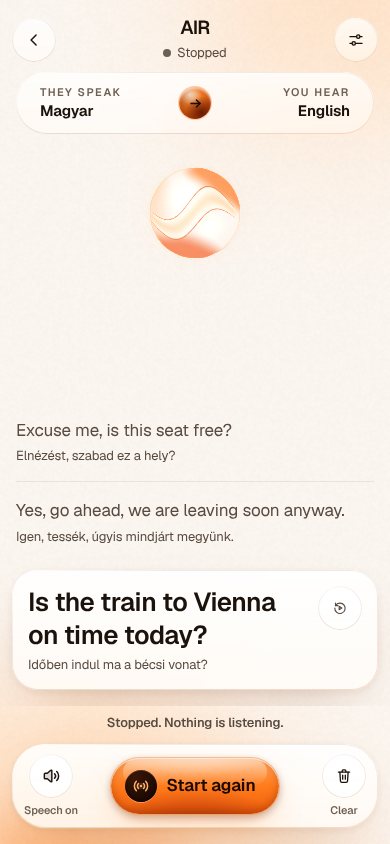 AIR
Stopped
THEY SPEAK
Magyar
YOU HEAR
English
Excuse me, is this seat free?
Elnézést, szabad ez a hely?
Yes, go ahead, we are leaving soon anyway.
Igen, tessék, úgyis mindjárt megyünk.
Is the train to Vienna
on time today?
Időben indul ma a bécsi vonat?
Stopped. Nothing is listening.
Speech on
Start again
Clear